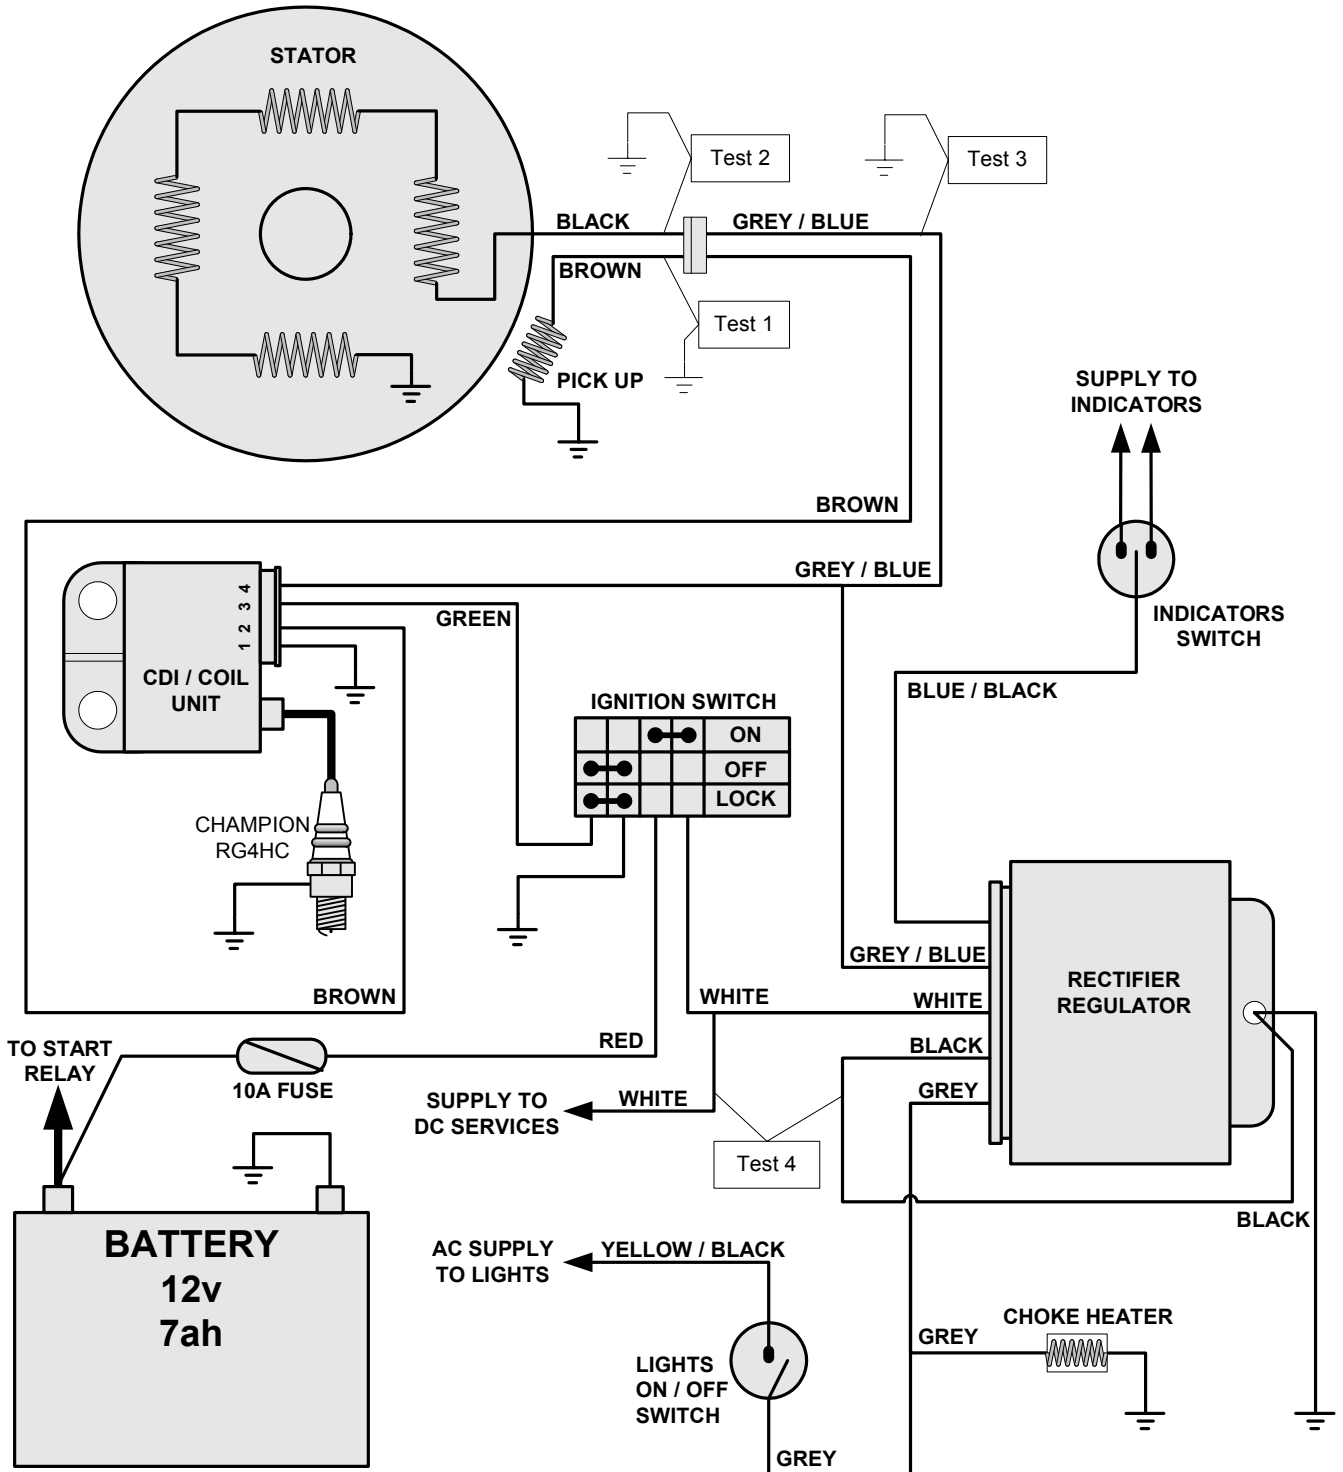 STATOR
Test 2
Test 3
BLACK
GREY / BLUE
BROWN
Test 1
PICK UP
SUPPLY TO
INDICATORS
BROWN
GREY / BLUE
GREEN
1 2 3 4
CDI / COIL
UNIT
INDICATORS
SWITCH
BLUE / BLACK
IGNITION SWITCH
ON
OFF
LOCK
CHAMPION
RG4HC
GREY / BLUE
RECTIFIER
REGULATOR
BROWN
WHITE
WHITE
RED
BLACK
TO START
RELAY
10A FUSE
GREY
SUPPLY TO
DC SERVICES
WHITE
Test 4
BLACK
BATTERY
12v
7ah
AC SUPPLY
TO LIGHTS
YELLOW / BLACK
CHOKE HEATER
GREY
LIGHTS
ON / OFF
SWITCH
GREY